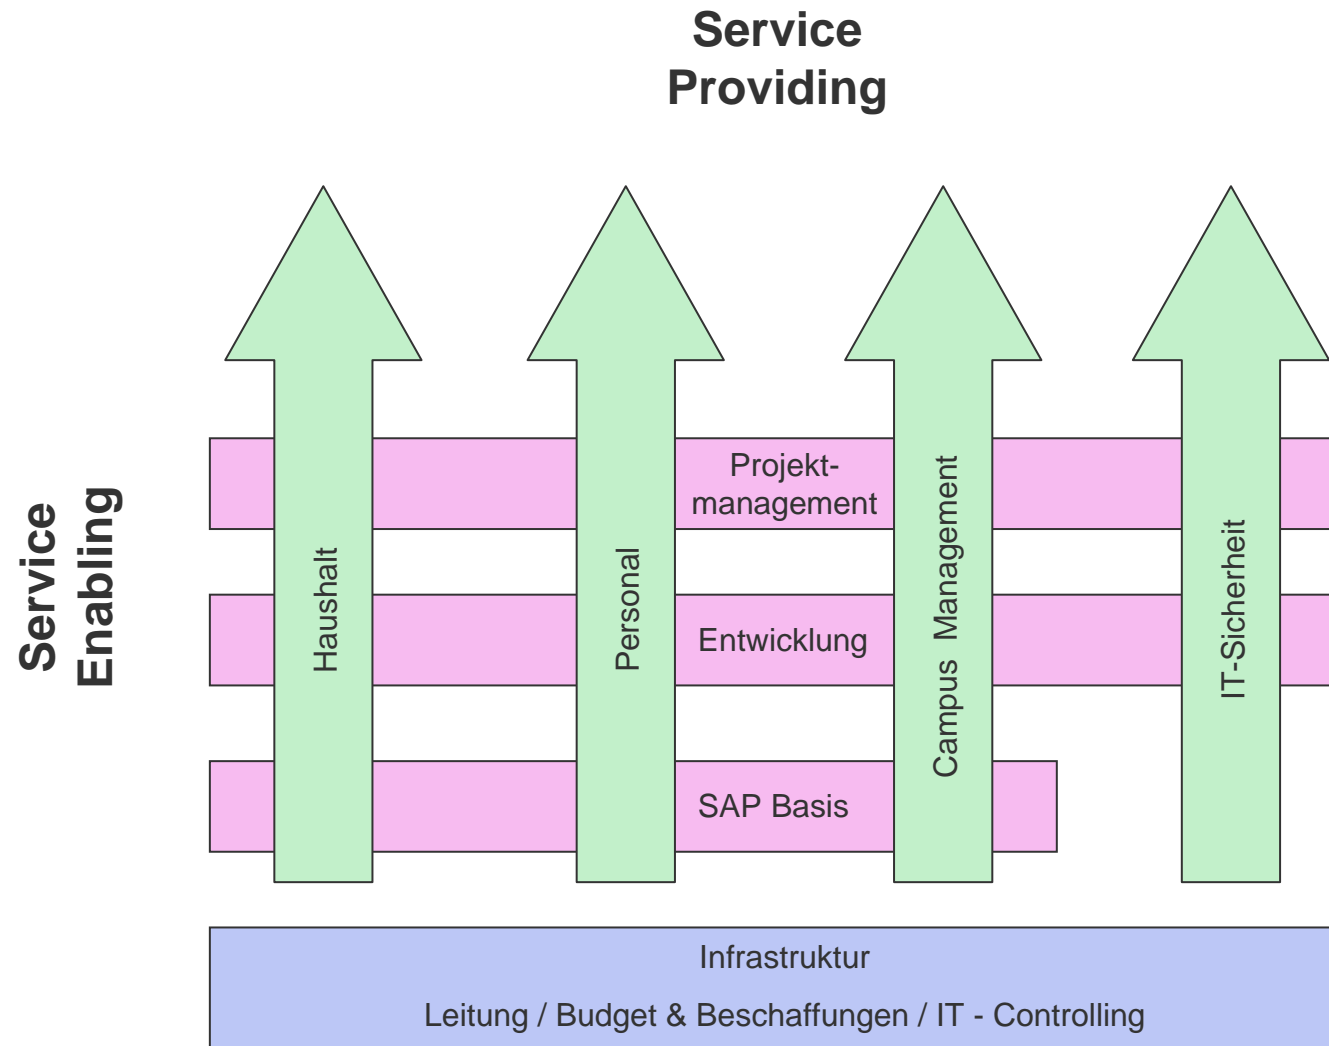 Service
Providing
Service
Enabling
Projekt-
management
Haushalt
Personal
Campus Management
IT-Sicherheit
Entwicklung
SAP Basis
Infrastruktur
Leitung / Budget & Beschaffungen / IT - Controlling